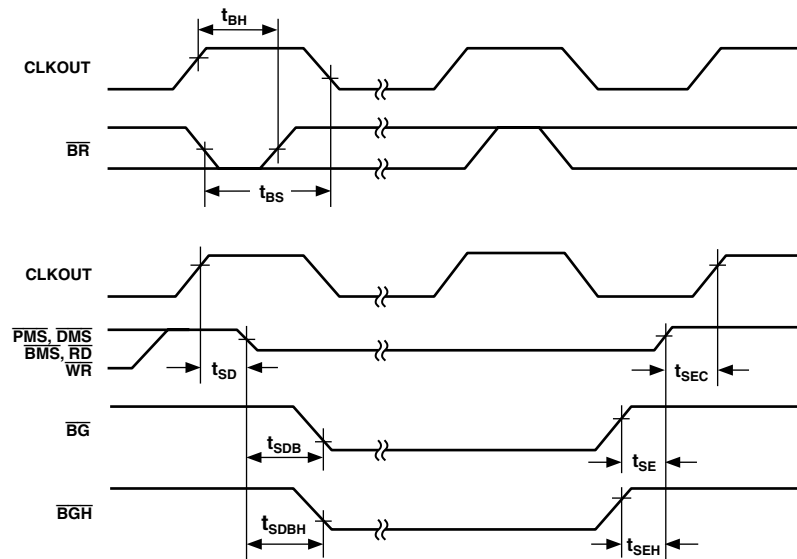 tBH
CLKOUT
BR
tBS
CLKOUT
PMS, DMS
BMS, RD
WR
tSD
tSEC
BG
tSDB
tSE
BGH
tSDBH
tSEH